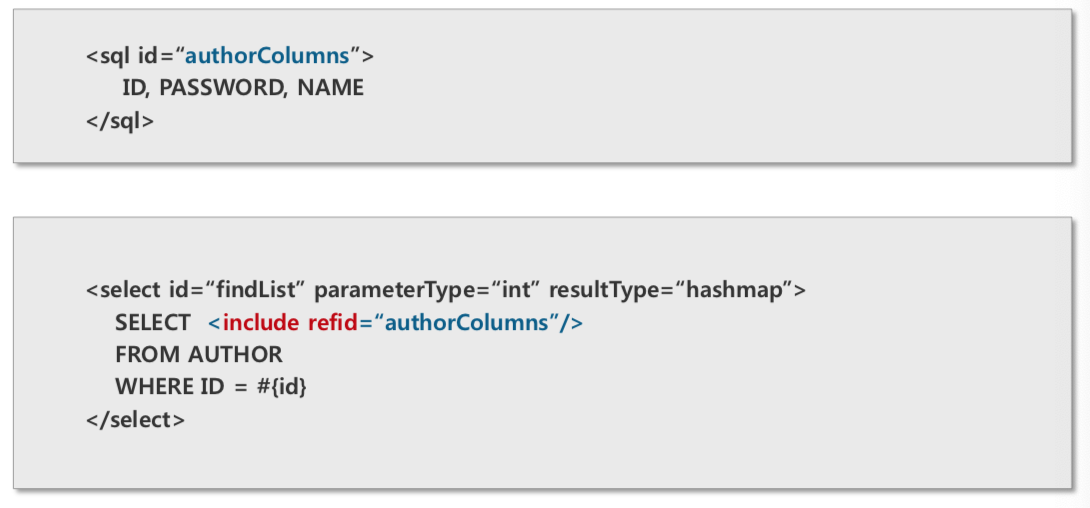 <sql id=“authorColumns”>
ID, PASSWORD, NAME
</sql>
<select id=“findList” parameterType=“int” resultType=“hashmap”>
SELECT <include refid=“authorColumns”/>
FROM AUTHOR
WHERE ID = #{id}
</select>